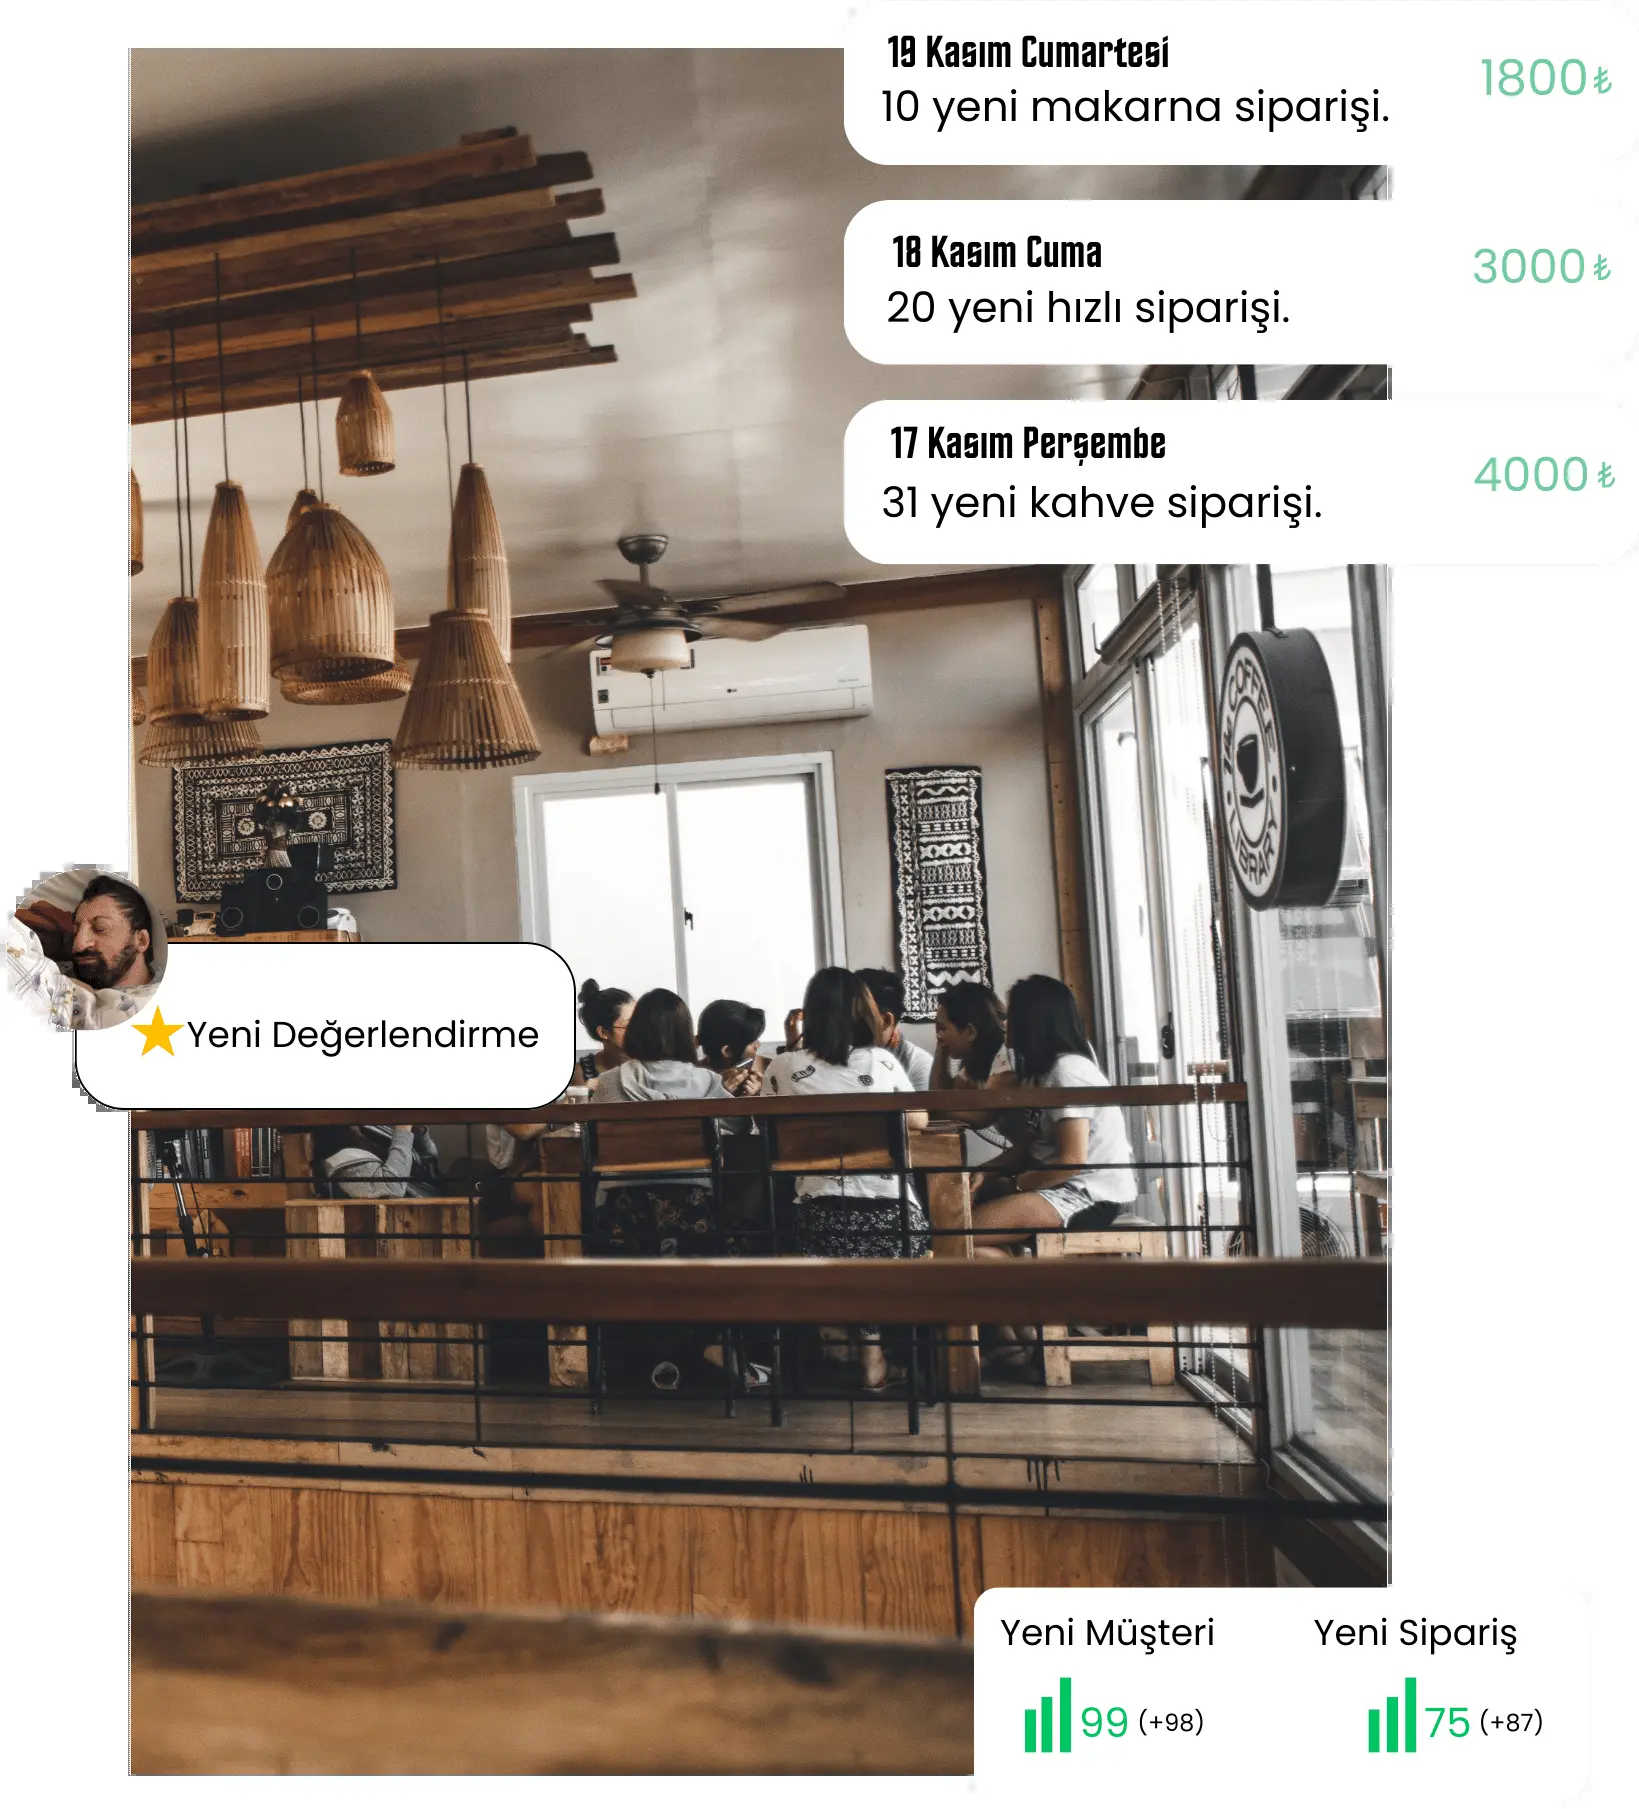 19 Kasım Cumartesi
10 yeni makarna siparişi.
1800₺
18 Kasım Cuma
20 yeni hızlı siparişi.
3000₺
17 Kasım Perşembe
31 yeni kahve siparişi.
4000₺
THE COFFEE
LIBRARY
LG
Yeni Değerlendirme
Yeni Müşteri
99 (+98)
Yeni Sipariş
75 (+87)